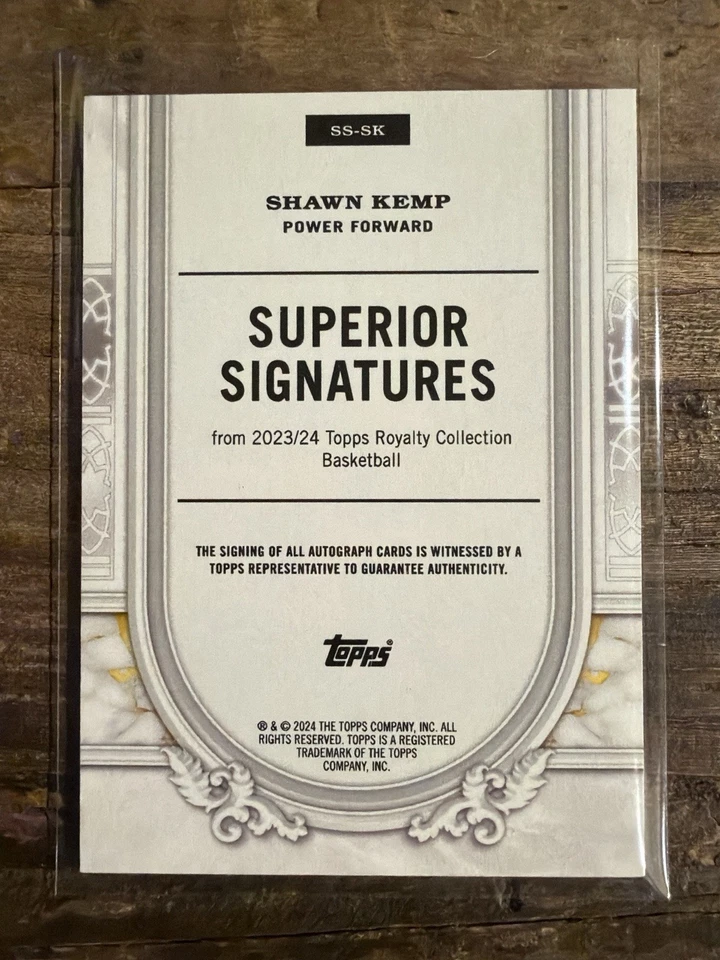 SS-SK
SHAWN KEMP
POWER FORWARD
SUPERIOR
SIGNATURES
from 2023/24 Topps Royalty Collection
Basketball
THE SIGNING OF ALL AUTOGRAPH CARDS IS WITNESSED BY A
TOPPS REPRESENTATIVE TO GUARANTEE AUTHENTICITY.
Topps®
® & © 2024 THE TOPPS COMPANY, INC. ALL
RIGHTS RESERVED. TOPPS IS A REGISTERED
TRADEMARK OF THE TOPPS
COMPANY, INC.